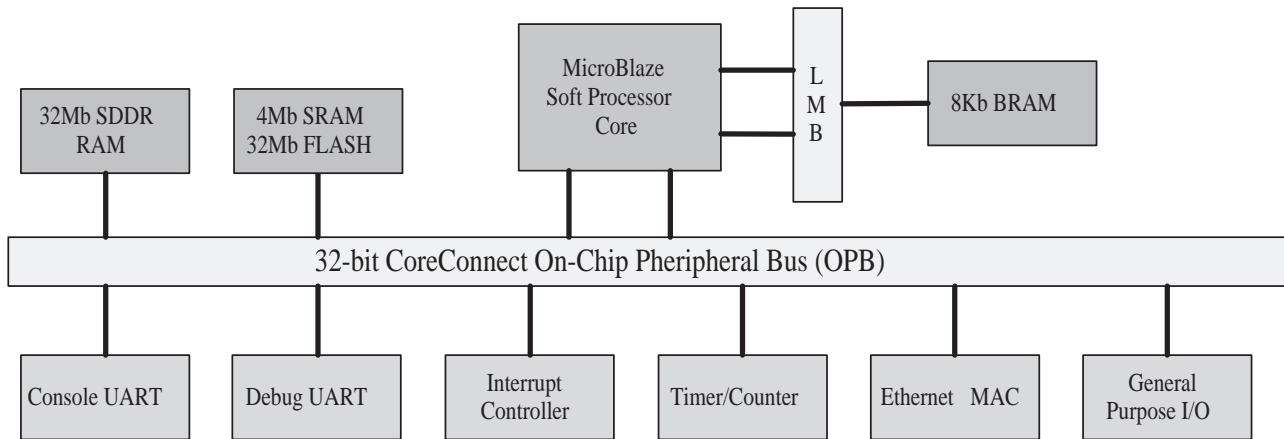 MicroBlaze
Soft Processor
Core
L
M
B
8Kb BRAM
32Mb SDDR
RAM
4Mb SRAM
32Mb FLASH
32-bit CoreConnect On-Chip Pheripheral Bus (OPB)
Console UART
Debug UART
Interrupt
Controller
Timer/Counter
Ethernet MAC
General
Purpose I/O